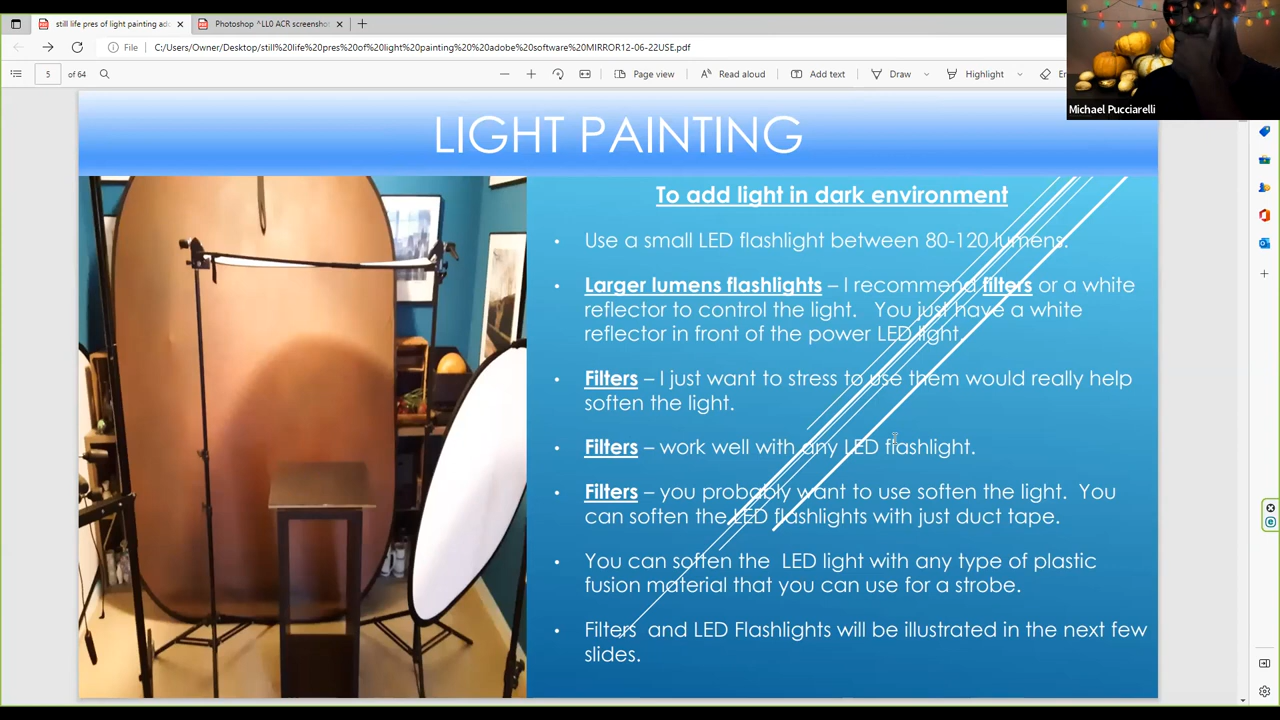 still life pres of light painting ado
Photoshop ^LL0 ACR screenshot
File
C:/Users/Owner/Desktop/still%20life%20pres%20of%20light%20painting%20%20adobe%20software%20MIRROR12-06-22USE.pdf
5 of 64
Page view
Read aloud
Add text
Draw
Highlight
Michael Pucciarelli
LIGHT PAINTING
To add light in dark environment
• Use a small LED flashlight between 80-120 lumens.
• Larger lumens flashlights – I recommend filters or a white
reflector to control the light. You just have a white
reflector in front of the power LED light.
• Filters – I just want to stress to use them would really help
soften the light.
• Filters – work well with any LED flashlight.
• Filters – you probably want to use soften the light. You
can soften the LED flashlights with just duct tape.
• You can soften the LED light with any type of plastic
fusion material that you can use for a strobe.
• Filters and LED Flashlights will be illustrated in the next few
slides.